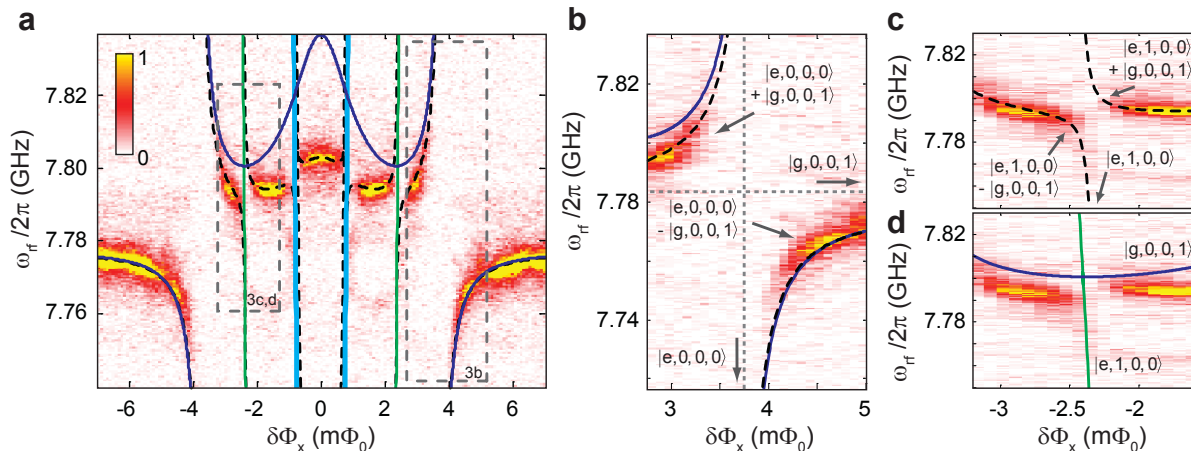 a
ω_rf /2π (GHz)
7.82
7.80
7.78
7.76
1
0
3c,d
3b
-6
-4
-2
0
2
4
6
δΦ_x (mΦ_0)
b
ω_rf /2π (GHz)
7.82
7.78
7.74
|e,0,0,0⟩
+ |g,0,0,1⟩
|g,0,0,1⟩
|e,0,0,0⟩
- |g,0,0,1⟩
|e,0,0,0⟩
3
4
5
δΦ_x (mΦ_0)
c
ω_rf /2π (GHz)
7.82
7.78
|e,1,0,0⟩
+ |g,0,0,1⟩
|e,1,0,0⟩
- |g,0,0,1⟩
|e,1,0,0⟩
d
ω_rf /2π (GHz)
7.82
7.78
|g,0,0,1⟩
|e,1,0,0⟩
-3
-2.5
-2
δΦ_x (mΦ_0)